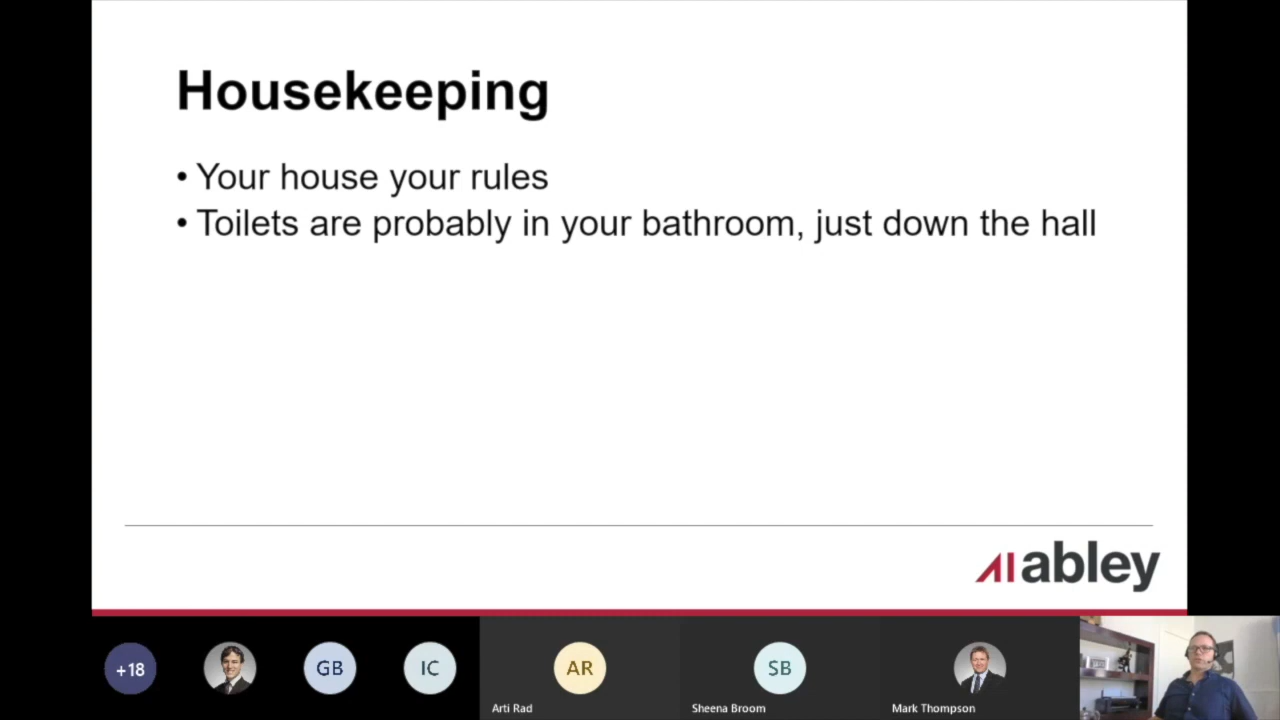 Housekeeping
• Your house your rules
• Toilets are probably in your bathroom, just down the hall
abley
+18
GB
IC
AR
SB
Arti Rad
Sheena Broom
Mark Thompson